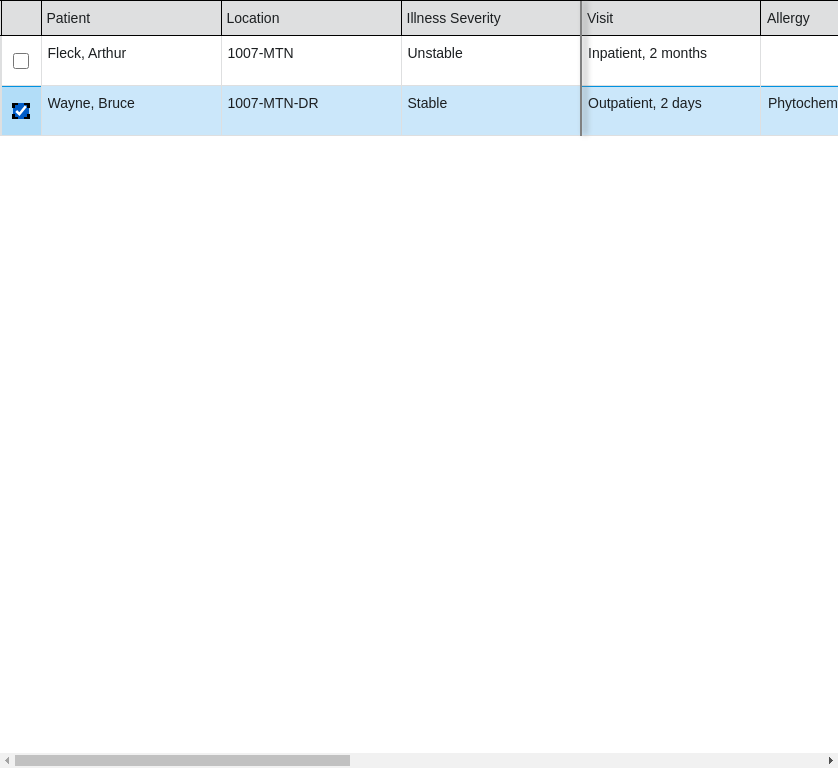 Patient Location Illness Severity Visit Allergy
Fleck, Arthur 1007-MTN Unstable Inpatient, 2 months
Wayne, Bruce 1007-MTN-DR Stable Outpatient, 2 days Phytochem